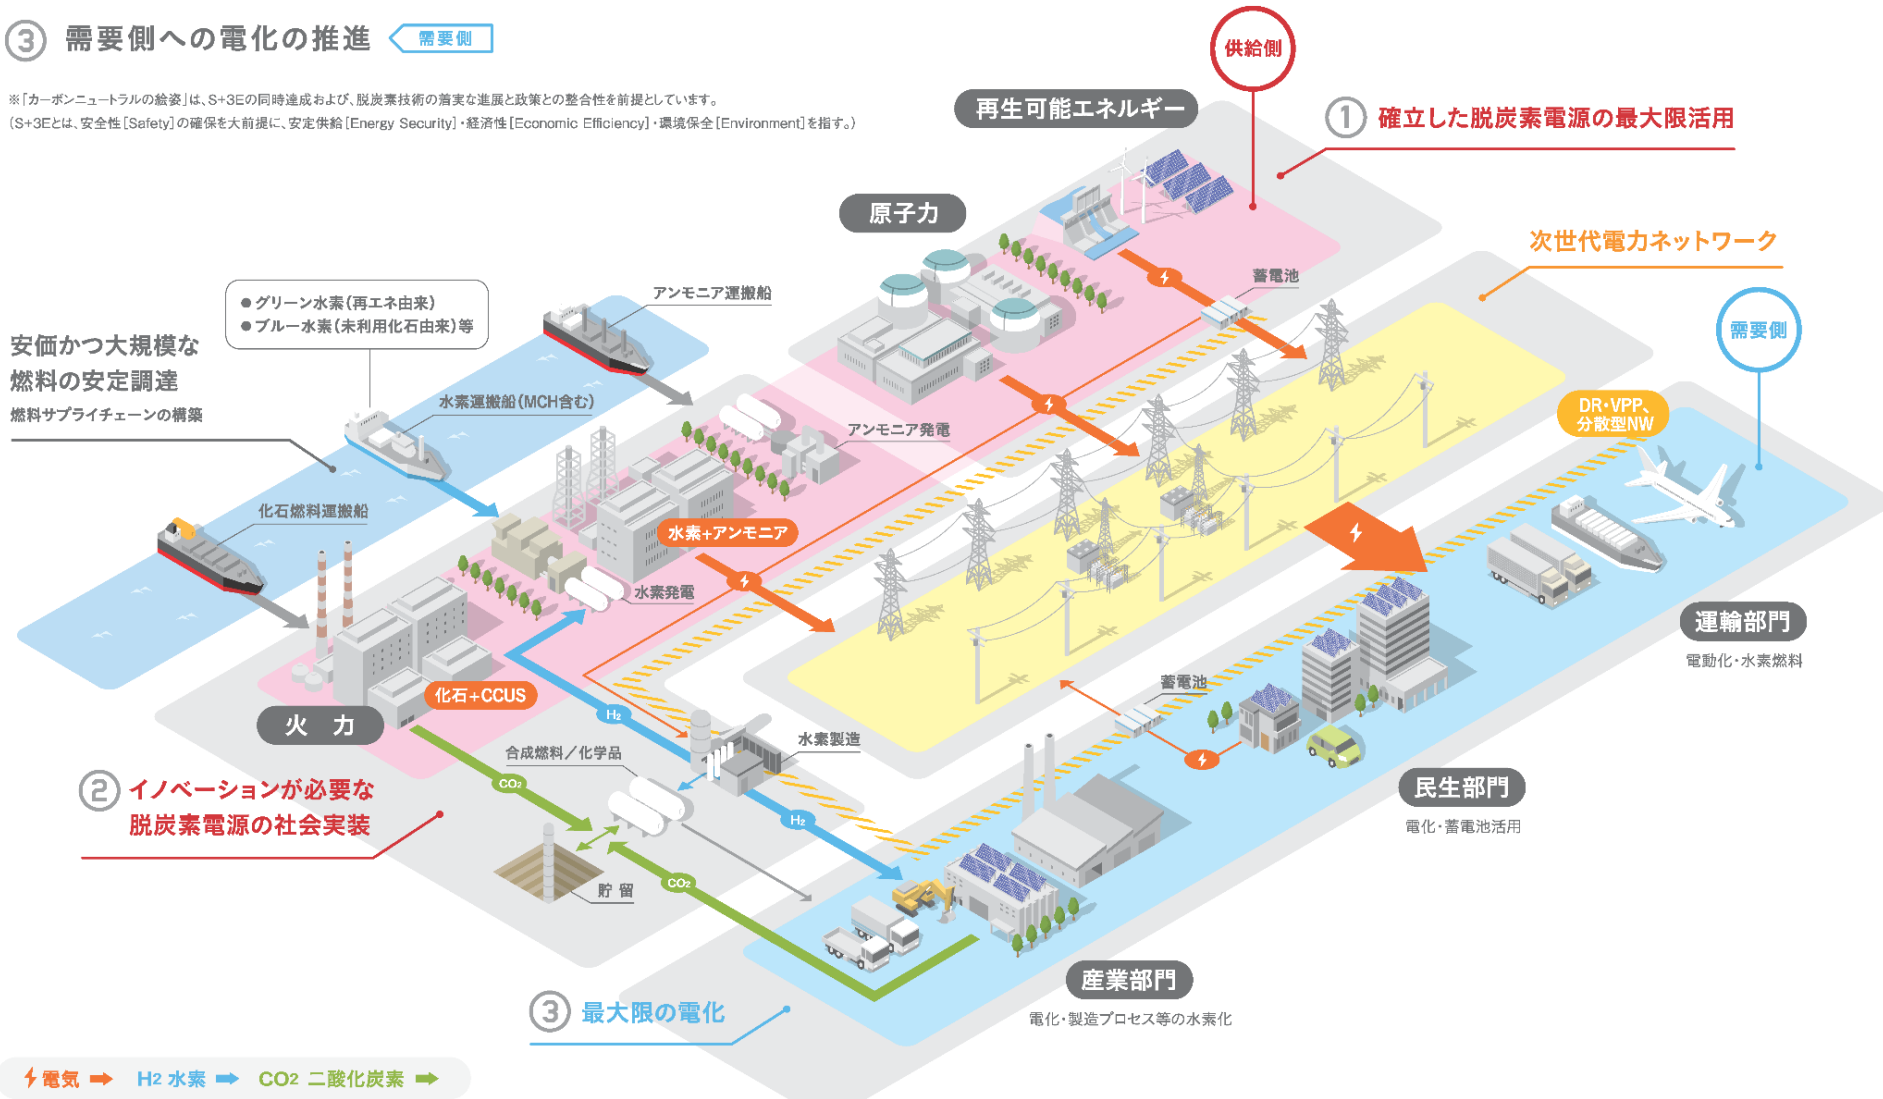 ③ 需要側への電化の推進 需要側
※「カーボンニュートラルの絵姿」は、S+3Eの同時達成および、脱炭素技術の着実な進展と政策との整合性を前提としています。
(S+3Eとは、安全性[Safety]の確保を大前提に、安定供給[Energy Security]・経済性[Economic Efficiency]・環境保全[Environment]を指す。)
供給側
再生可能エネルギー
① 確立した脱炭素電源の最大限活用
原子力
次世代電力ネットワーク
蓄電池
アンモニア運搬船
●グリーン水素(再エネ由来)
●ブルー水素(未利用化石由来)等
需要側
安価かつ大規模な
燃料の安定調達
燃料サプライチェーンの構築
水素運搬船(MCH含む)
アンモニア発電
DR・VPP、
分散型NW
化石燃料運搬船
水素+アンモニア
水素発電
運輸部門
電動化・水素燃料
化石+CCUS
火 力
H2
蓄電池
水素製造
合成燃料/化学品
CO2
② イノベーションが必要な
脱炭素電源の社会実装
H2
民生部門
電化・蓄電池活用
CO2
貯 留
産業部門
電化・製造プロセス等の水素化
③ 最大限の電化
電気 H2 水素 CO2 二酸化炭素